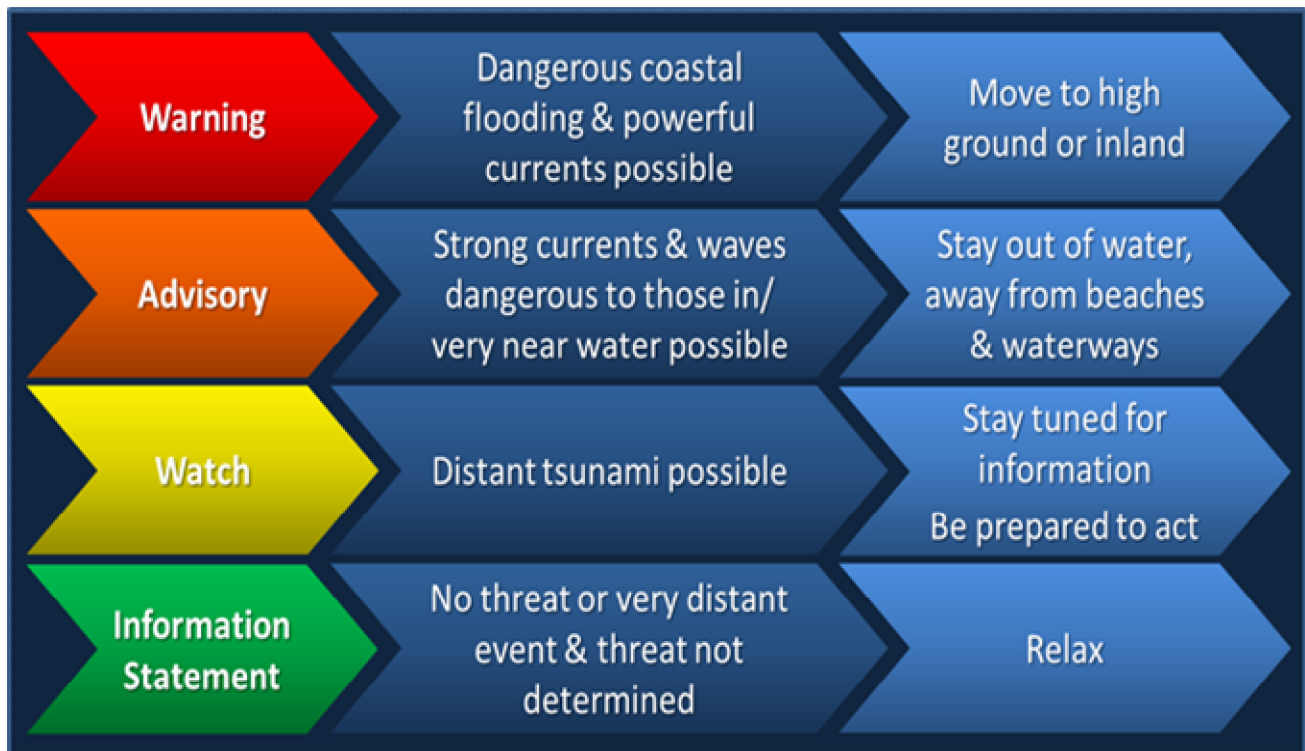 Warning
Dangerous coastal
flooding & powerful
currents possible
Move to high
ground or inland
Advisory
Strong currents & waves
dangerous to those in/
very near water possible
Stay out of water,
away from beaches
& waterways
Watch
Distant tsunami possible
Stay tuned for
information
Be prepared to act
Information
Statement
No threat or very distant
event & threat not
determined
Relax